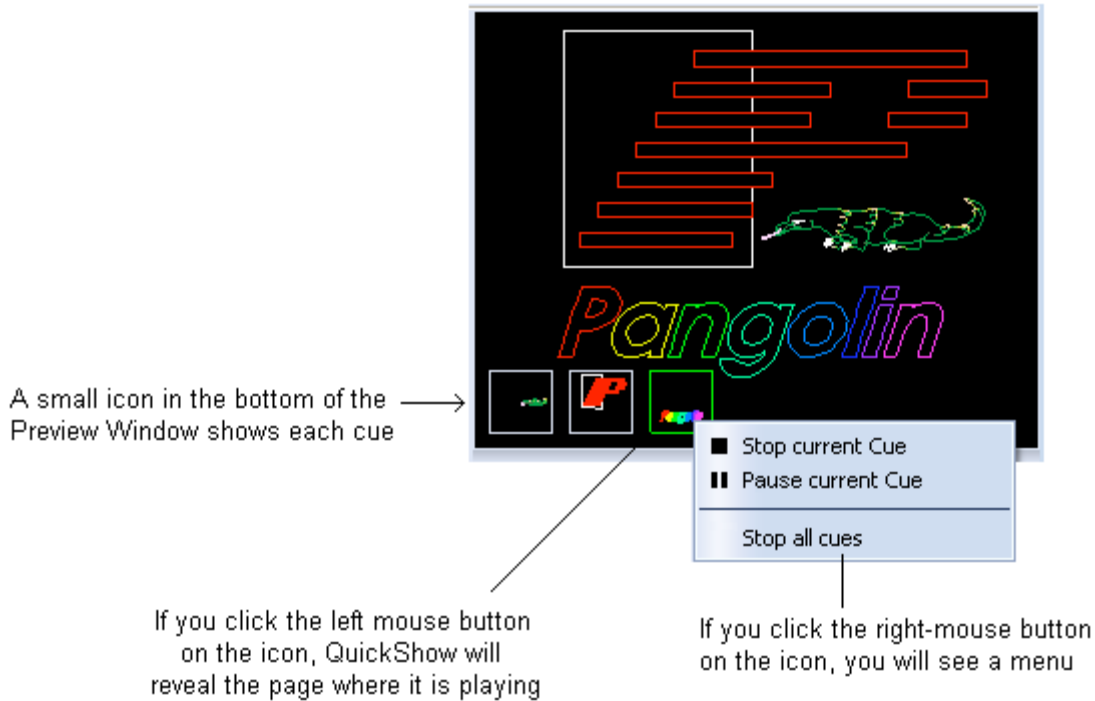 Pangolin
A small icon in the bottom of the
Preview Window shows each cue
Stop current Cue
Pause current Cue
Stop all cues
If you click the left mouse button
on the icon, QuickShow will
reveal the page where it is playing
If you click the right-mouse button
on the icon, you will see a menu